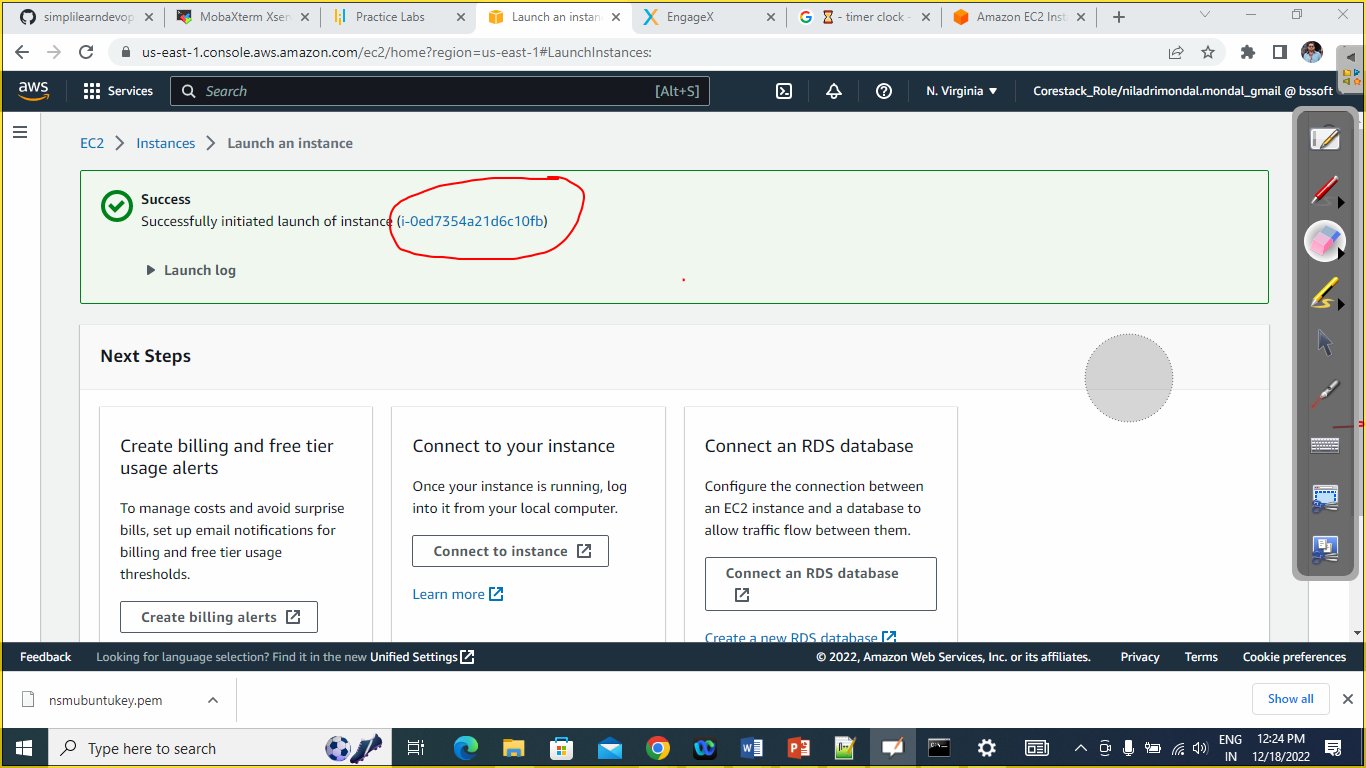 simplilearndevop
MobaXterm Xser
Practice Labs
Launch an instan
EngageX
- timer clock -
Amazon EC2 Inst
us-east-1.console.aws.amazon.com/ec2/home?region=us-east-1#LaunchInstances:
aws
Services
Search
[Alt+S]
N. Virginia
Corestack_Role/niladrimondal.mondal_gmail @ bssoft
EC2
Instances
Launch an instance
Success
Successfully initiated launch of instance (i-0ed7354a21d6c10fb)
Launch log
Next Steps
Create billing and free tier
usage alerts
To manage costs and avoid surprise
bills, set up email notifications for
billing and free tier usage
thresholds.
Create billing alerts
Connect to your instance
Once your instance is running, log
into it from your local computer.
Connect to instance
Learn more
Connect an RDS database
Configure the connection between
an EC2 instance and a database to
allow traffic flow between them.
Connect an RDS database
Create a new RDS database
Feedback
Looking for language selection? Find it in the new Unified Settings
© 2022, Amazon Web Services, Inc. or its affiliates.
Privacy
Terms
Cookie preferences
nsmubuntukey.pem
Show all
Type here to search
ENG
IN
12:24 PM
12/18/2022